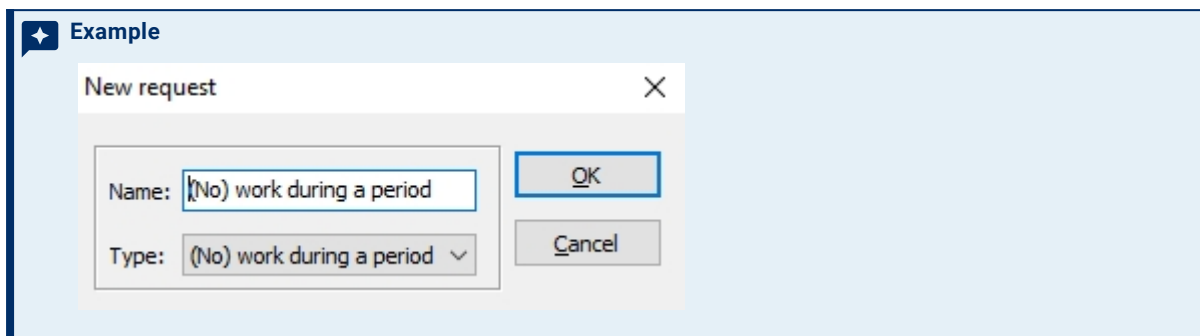 Example
New request
Name: (No) work during a period
OK
Type: (No) work during a period
Cancel